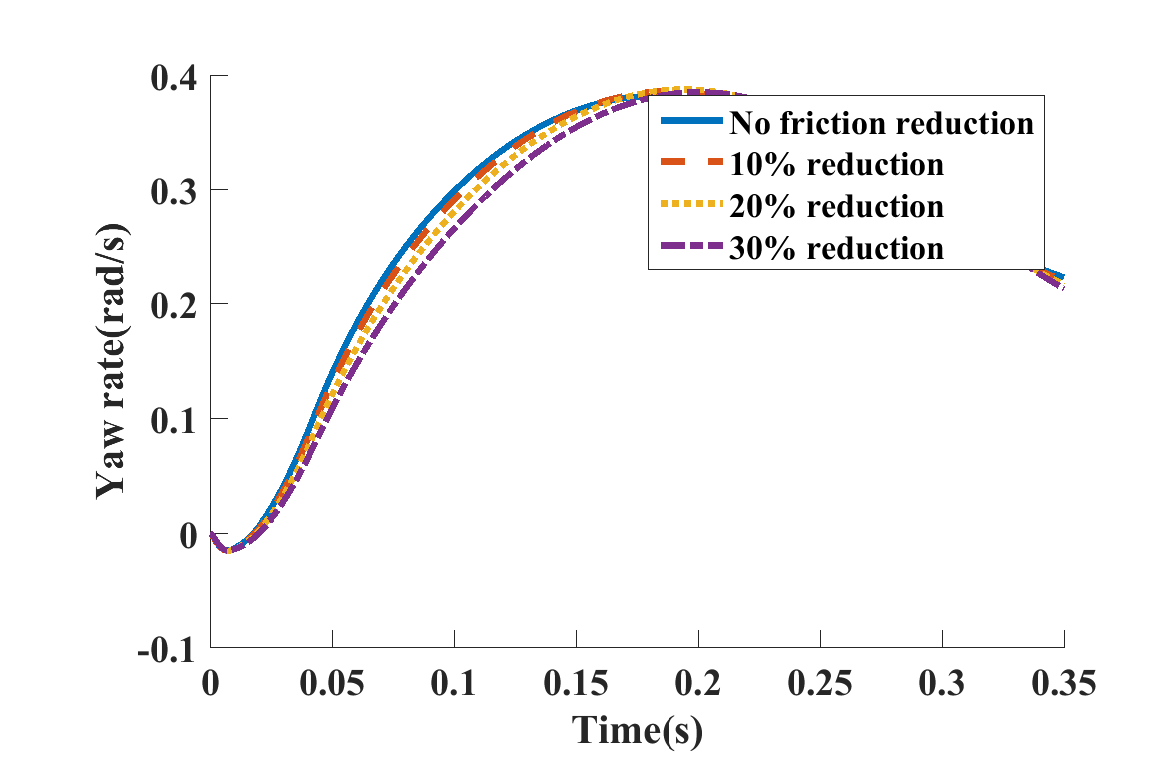 0.4
0.3
0.2
0.1
0
-0.1
Yaw rate(rad/s)
No friction reduction
10% reduction
20% reduction
30% reduction
0 0.05 0.1 0.15 0.2 0.25 0.3 0.35
Time(s)